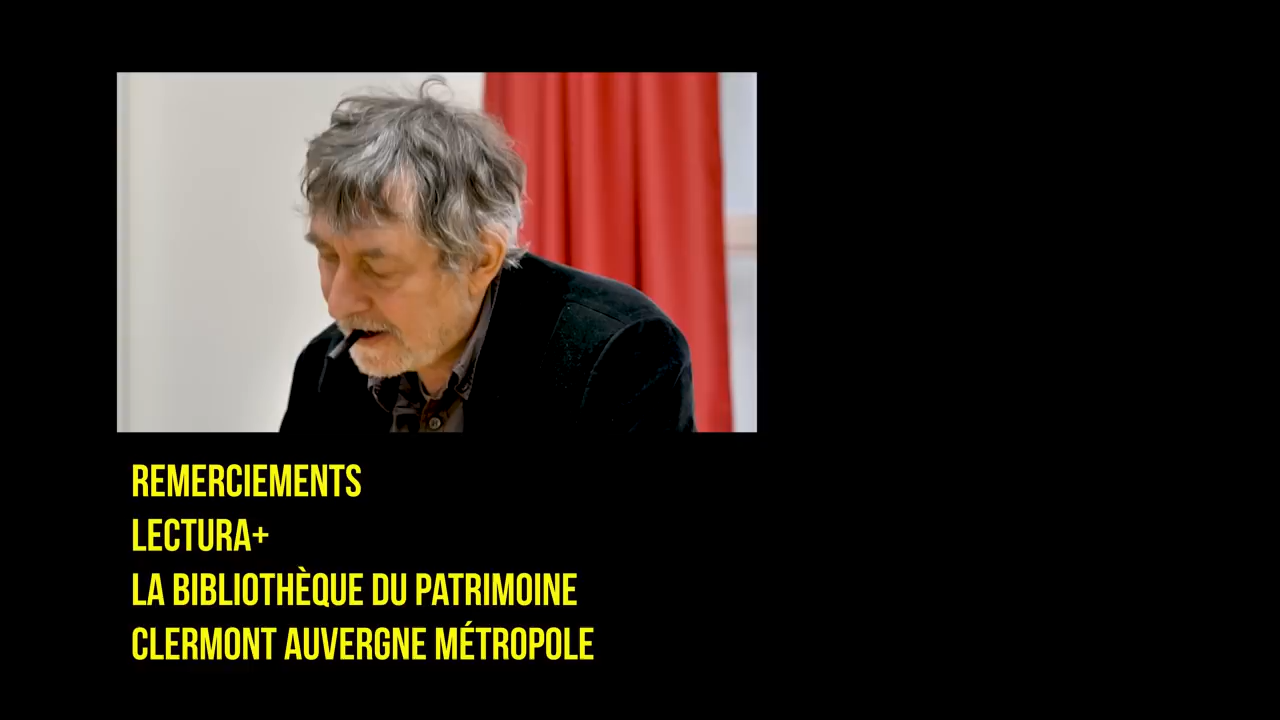 REMERCIEMENTS
LECTURA+
LA BIBLIOTHÈQUE DU PATRIMOINE
CLERMONT AUVERGNE MÉTROPOLE